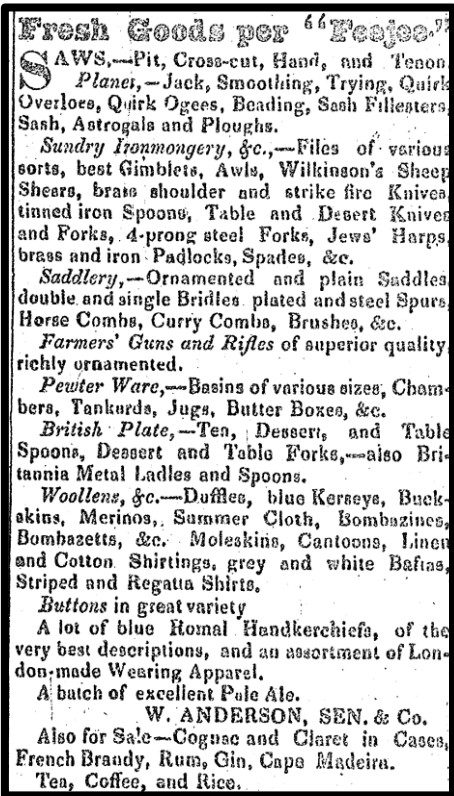 Fresh Goods per "Feejee."
SAWS,—Pit, Cross-cut, Hand, and Tenon
Planes,—Jack, Smoothing, Trying, Quirk
Overloes, Quirk Ogees, Beading, Sash Fillesters,
Sash, Astrogals and Ploughs.
Sundry Ironmongery, &c.,—Files of various
sorts, best Gimblets, Awls, Wilkinson's Sheep
Shears, brass shoulder and strike fire Knives,
tinned iron Spoons, Table and Desert Knives
and Forks, 4-prong steel Forks, Jews' Harps,
brass and iron Padlocks, Spades, &c.
Saddlery,—Ornamented and plain Saddles,
double and single Bridles plated and steel Spurs,
Horse Combs, Curry Combs, Brushes, &c.
Farmers' Guns and Rifles of superior quality,
richly ornamented.
Pewter Ware,—Basins of various sizes, Cham-
bers, Tankards, Jugs, Butter Boxes, &c.
British Plate,—Tea, Dessert, and Table
Spoons, Dessert and Table Forks,—also Bri-
tannia Metal Ladles and Spoons.
Woollens, &c.—Duffles, blue Kerseys, Buck-
skins, Merinos, Summer Cloth, Bombazines,
Bombazetts, &c. Moleskins, Cantoons, Linen
and Cotton Shirtings, grey and white Baftas,
Striped and Regatta Shirts.
Buttons in great variety
A lot of blue Romal Handkerchiefs, of the
very best descriptions, and an assortment of Lon-
don-made Wearing Apparel.
A batch of excellent Pale Ale.
W. ANDERSON, SEN. & Co.
Also for Sale—Cognac and Claret in Cases,
French Brandy, Rum, Gin, Cape Madeira.
Tea, Coffee, and Rice.